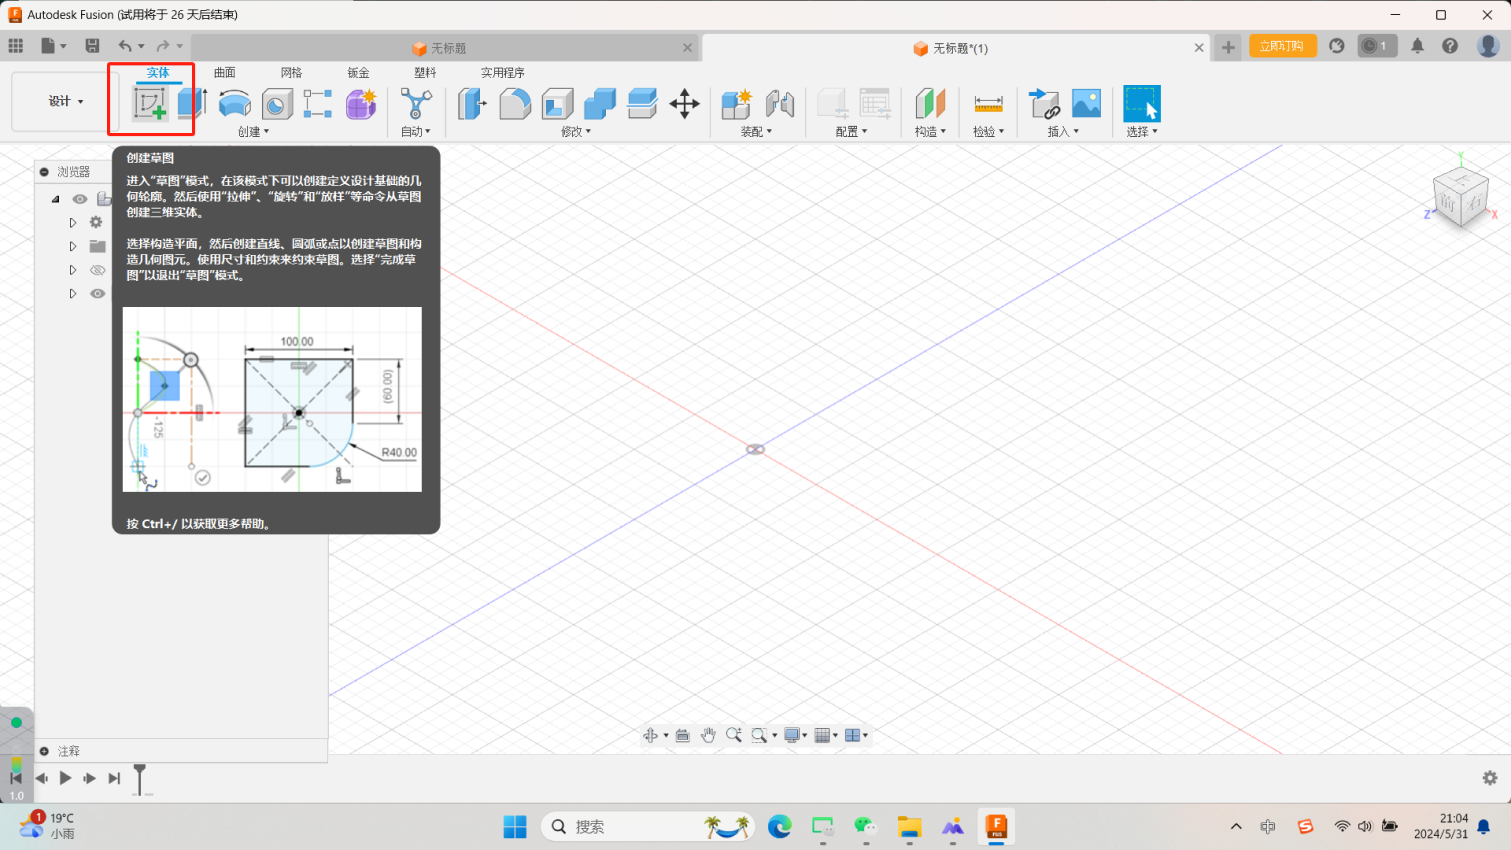 Autodesk Fusion (试用将于 26 天后结束)
无标题
无标题*(1)
立即订购
1
设计
实体
曲面
网格
钣金
塑料
实用程序
创建
自动
修改
装配
配置
构造
检验
插入
选择
浏览器
创建草图
进入“草图”模式，在该模式下可以创建定义设计基础的几
何轮廓。然后使用“拉伸”、“旋转”和“放样”等命令从草图
创建三维实体。
选择构造平面，然后创建直线、圆弧或点以创建草图和构
造几何图元。使用尺寸和约束来约束草图。选择“完成草
图”以退出“草图”模式。
100.00
(60.00)
-125
R40.00
按 Ctrl+/ 以获取更多帮助。
Y
上
前
右
Z
X
注释
1.0
1
19°C
小雨
搜索
中
21:04
2024/5/31